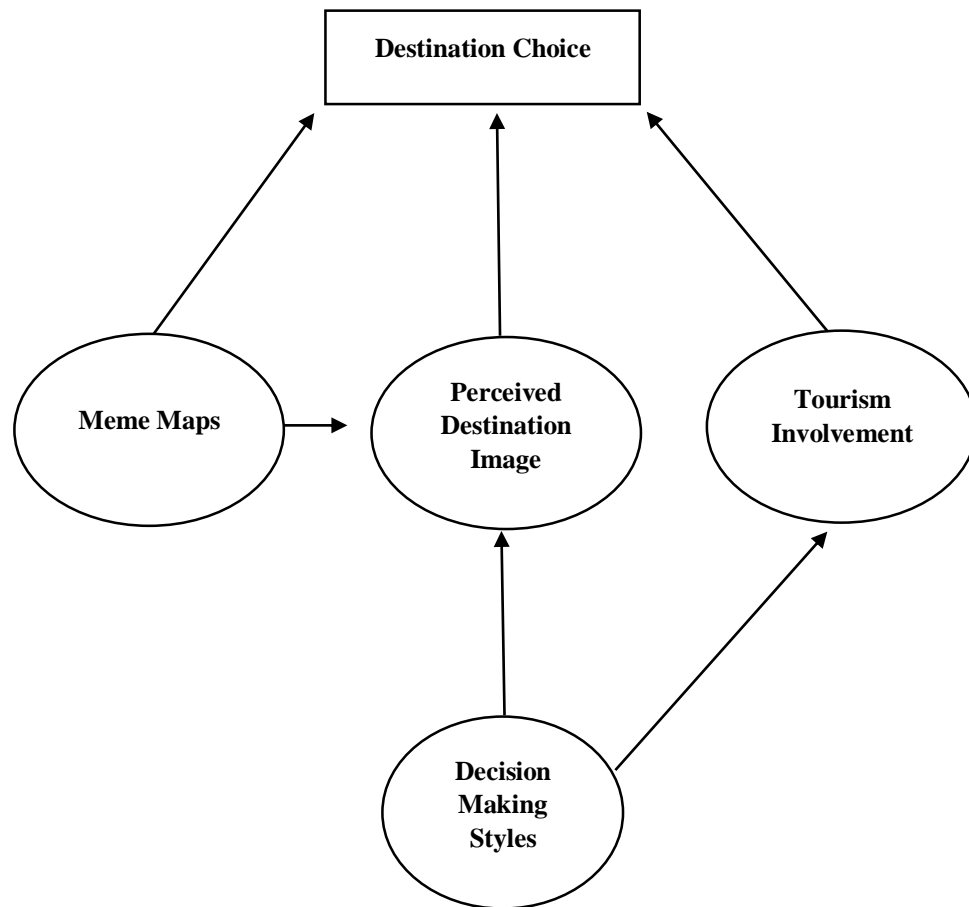 Destination Choice
Meme Maps
Perceived
Destination
Image
Tourism
Involvement
Decision
Making
Styles